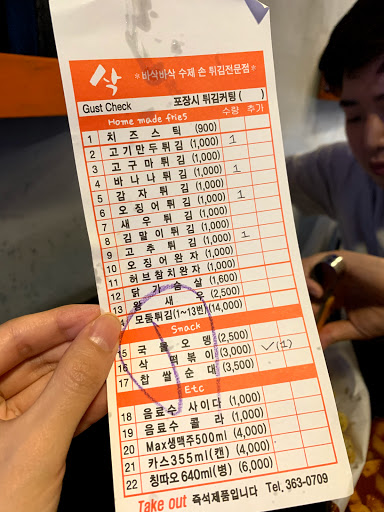 삭
*바삭바삭 수제 손 튀김전문점*
Gust Check 포장시 튀김커팅 ( )
Home made fries 수량 추가
1 치즈스틱 (900)
2 고기만두튀김 (1,000) 1
3 고구마튀김 (1,000)
4 바나나튀김 (1,000) 1
5 감자튀김 (1,000)
6 오징어튀김 (1,000) 1
7 새우튀김 (1,000)
8 김말이튀김 (1,000) 1
9 고추튀김 (1,000)
10 오징어완자 (1,000)
11 허브참치완자 (1,000)
12 닭가슴살 (1,600)
13 왕새우 (2,500)
14 모둠튀김(1~13번) (14,000)
Snack
15 국물오뎅 (2,500)
16 삭떡볶이 (3,000) ✓(1)
17 찹쌀순대 (3,500)
Etc
18 음료수 사이다 (1,000)
19 음료수 콜라 (1,000)
20 Max생맥주500ml (4,000)
21 카스355ml(캔) (4,000)
22 칭따오640ml(병) (6,000)
Take out 즉석제품입니다 Tel. 363-0709